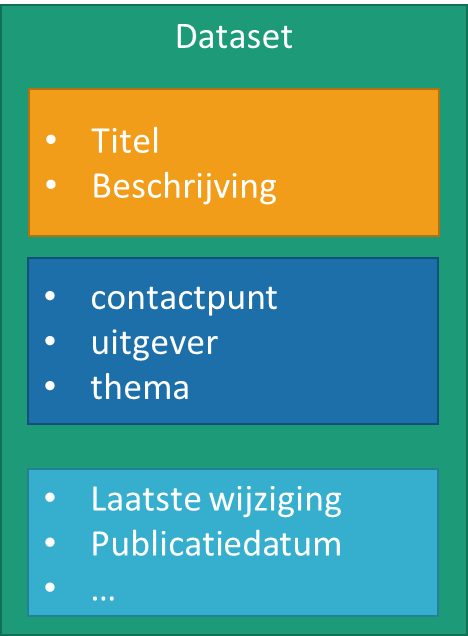 Dataset
• Titel
• Beschrijving
• contactpunt
• uitgever
• thema
• Laatste wijziging
• Publicatiedatum
• ...